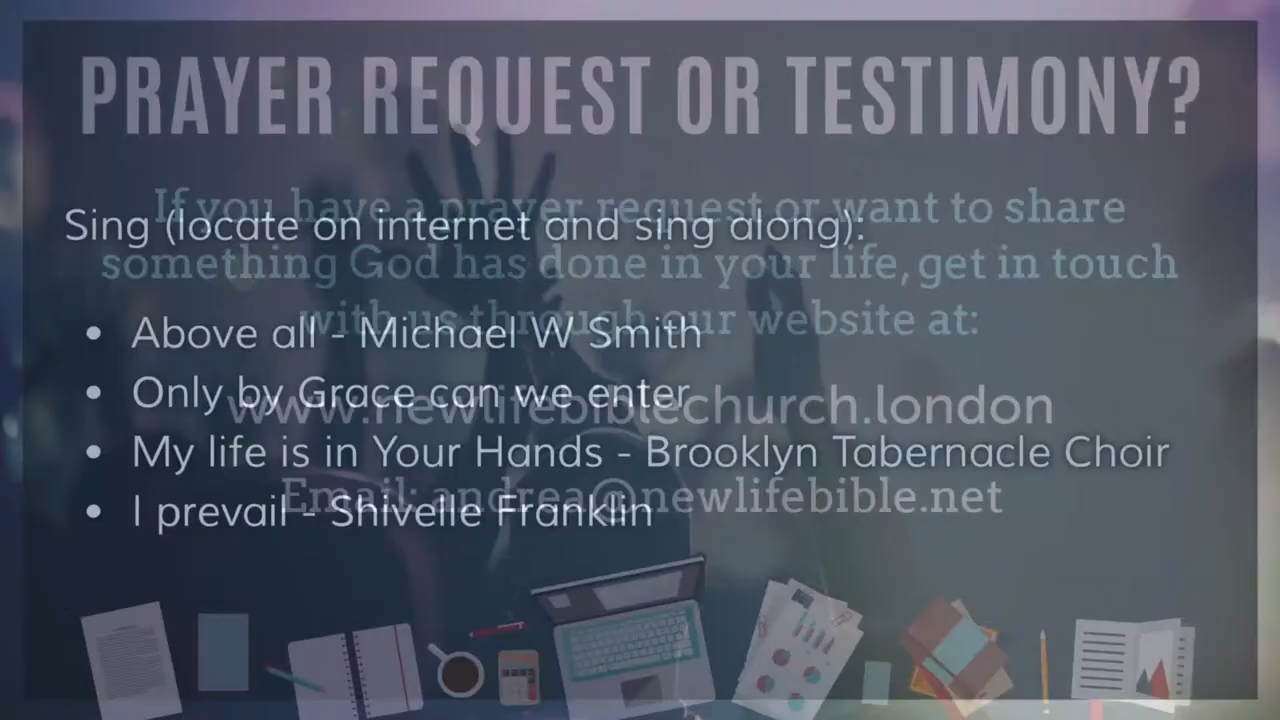 PRAYER REQUEST OR TESTIMONY?
If you have a prayer request or want to share
something God has done in your life, get in touch
with us through our website at:
www.newlifebiblechurch.london
Email: andrea@newlifebible.net
Sing (locate on internet and sing along):
• Above all - Michael W Smith
• Only by Grace can we enter
• My life is in Your Hands - Brooklyn Tabernacle Choir
• I prevail - Shivelle Franklin